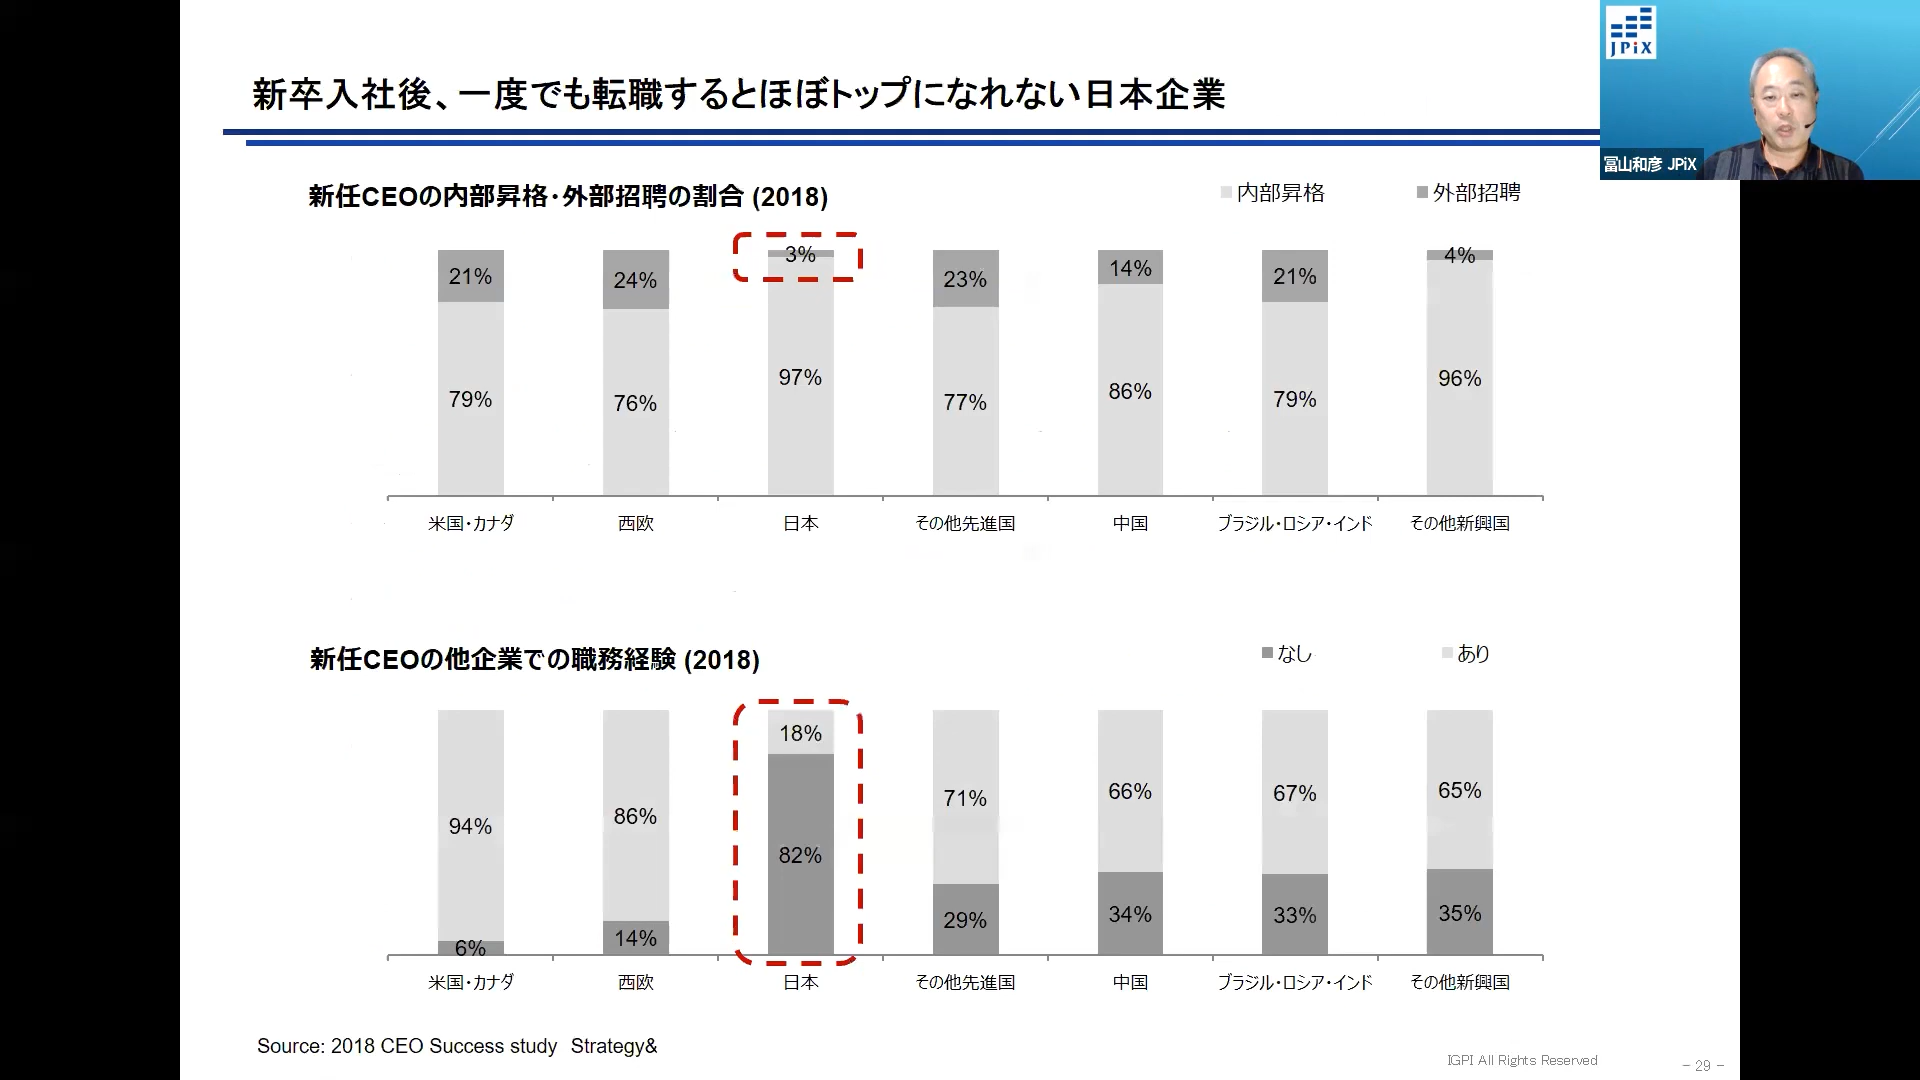 新卒入社後、一度でも転職するとほぼトップになれない日本企業
JPiX
冨山和彦 JPiX
新任CEOの内部昇格・外部招聘の割合 (2018)
内部昇格 外部招聘
21% 24% 3% 23% 14% 21% 4%
79% 76% 97% 77% 86% 79% 96%
米国・カナダ 西欧 日本 その他先進国 中国 ブラジル・ロシア・インド その他新興国
新任CEOの他企業での職務経験 (2018)
なし あり
94% 86% 18% 71% 66% 67% 65%
6% 14% 82% 29% 34% 33% 35%
米国・カナダ 西欧 日本 その他先進国 中国 ブラジル・ロシア・インド その他新興国
Source: 2018 CEO Success study Strategy&
IGPI All Rights Reserved
- 29 -